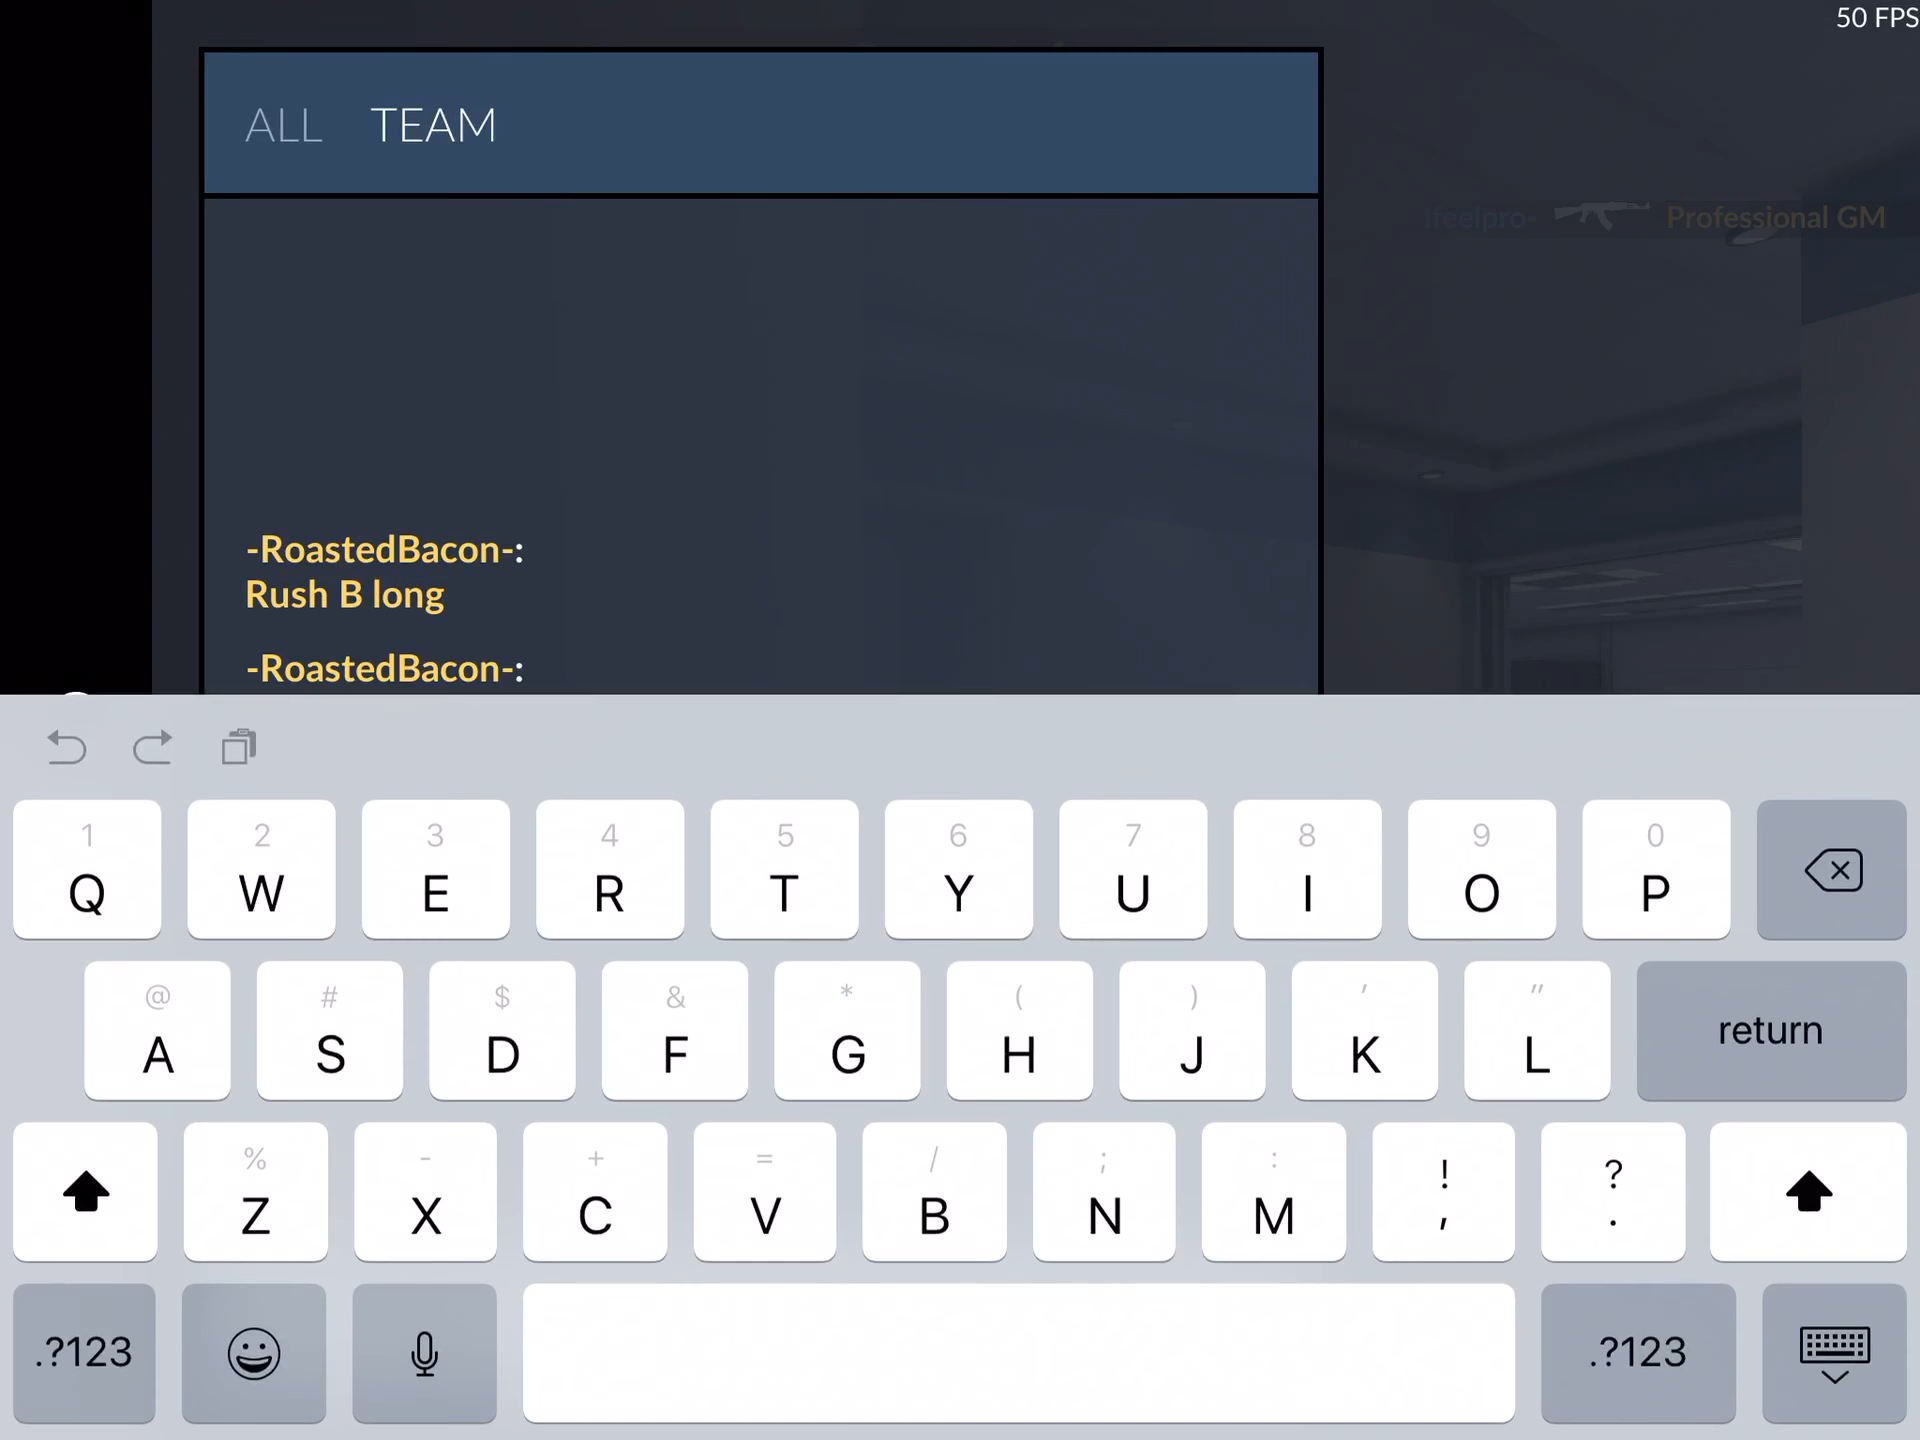 50 FPS
ALL TEAM
Ifeelpro- Professional GM
-RoastedBacon-:
Rush B long
-RoastedBacon-:
1 2 3 4 5 6 7 8 9 0
Q W E R T Y U I O P
@ # $ & * ( ) ' "
A S D F G H J K L return
% - + = / ; : ! ?
Z X C V B N M , .
.?123 .?123